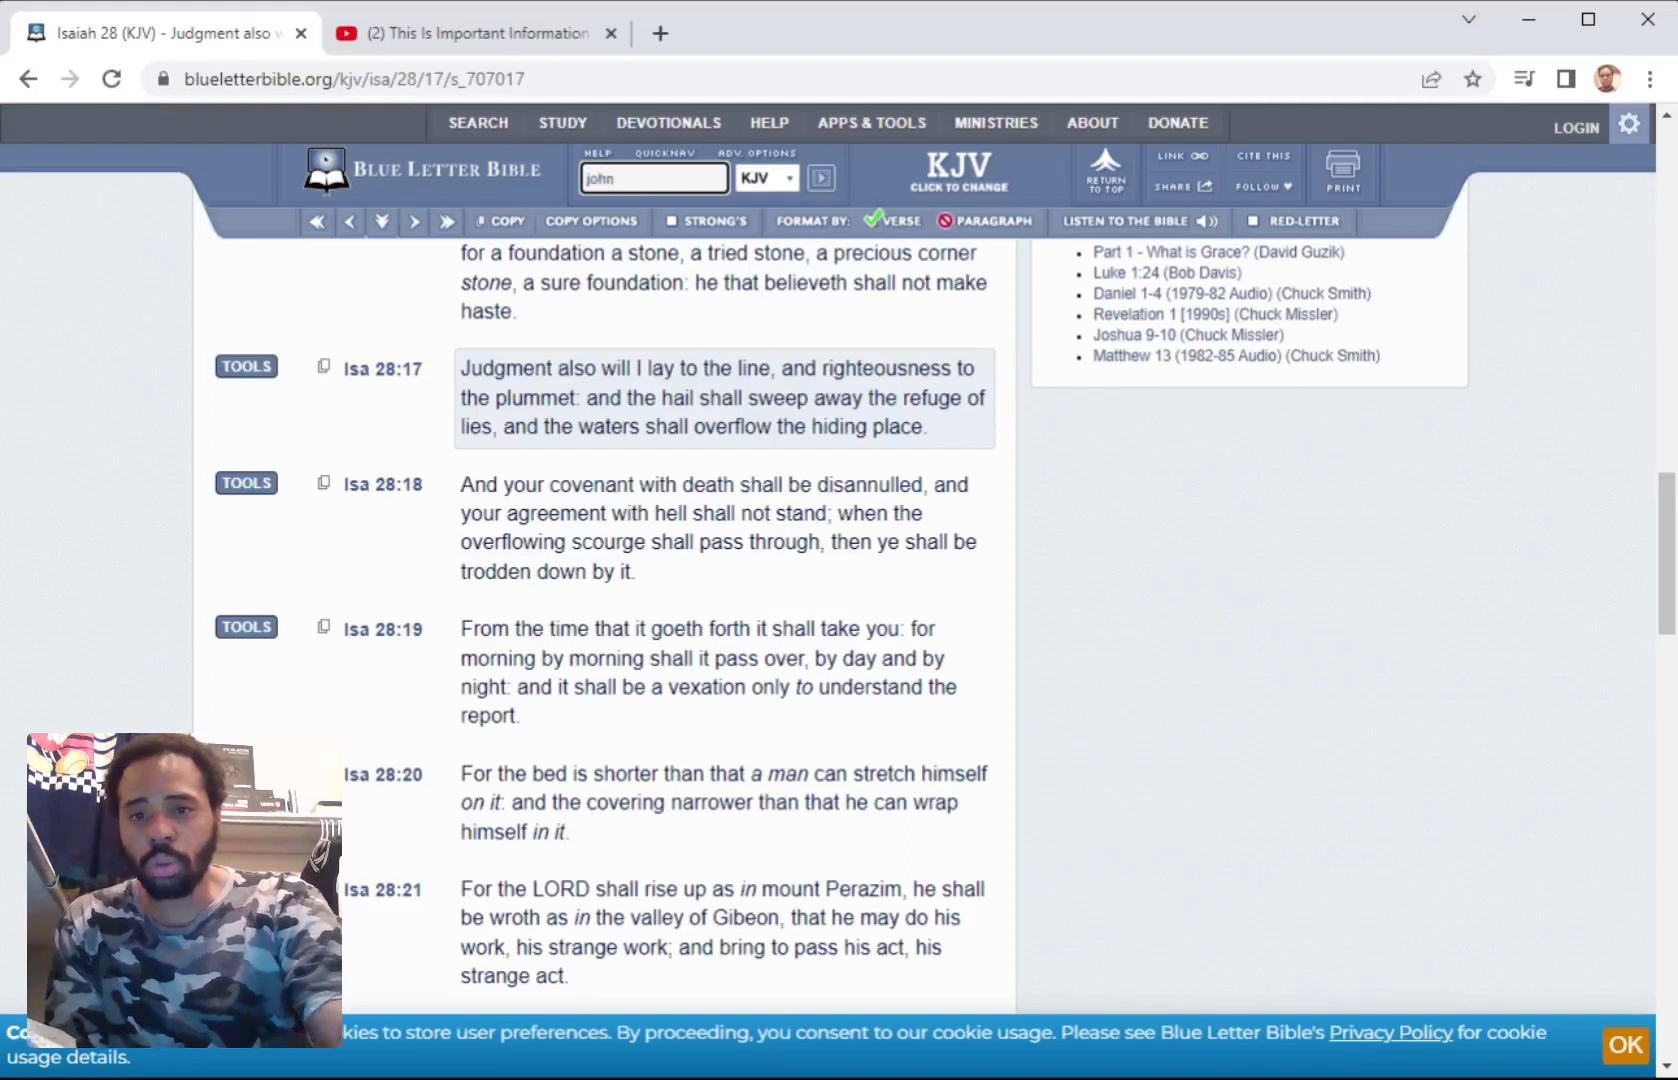 Isaiah 28 (KJV) - Judgment also w
(2) This Is Important Information
blueletterbible.org/kjv/isa/28/17/s_707017
SEARCH STUDY DEVOTIONALS HELP APPS & TOOLS MINISTRIES ABOUT DONATE
LOGIN
BLUE LETTER BIBLE
HELP QUICKNAV ADV. OPTIONS
john KJV
KJV
CLICK TO CHANGE
RETURN
TO TOP
LINK CITE THIS
SHARE FOLLOW
PRINT
COPY COPY OPTIONS STRONG'S FORMAT BY: VERSE PARAGRAPH LISTEN TO THE BIBLE RED-LETTER
for a foundation a stone, a tried stone, a precious corner
stone, a sure foundation: he that believeth shall not make
haste.
TOOLS Isa 28:17 Judgment also will I lay to the line, and righteousness to
the plummet: and the hail shall sweep away the refuge of
lies, and the waters shall overflow the hiding place.
TOOLS Isa 28:18 And your covenant with death shall be disannulled, and
your agreement with hell shall not stand; when the
overflowing scourge shall pass through, then ye shall be
trodden down by it.
TOOLS Isa 28:19 From the time that it goeth forth it shall take you: for
morning by morning shall it pass over, by day and by
night: and it shall be a vexation only to understand the
report.
Isa 28:20 For the bed is shorter than that a man can stretch himself
on it: and the covering narrower than that he can wrap
himself in it.
Isa 28:21 For the LORD shall rise up as in mount Perazim, he shall
be wroth as in the valley of Gibeon, that he may do his
work, his strange work; and bring to pass his act, his
strange act.
Part 1 - What is Grace? (David Guzik)
Luke 1:24 (Bob Davis)
Daniel 1-4 (1979-82 Audio) (Chuck Smith)
Revelation 1 [1990s] (Chuck Missler)
Joshua 9-10 (Chuck Missler)
Matthew 13 (1982-85 Audio) (Chuck Smith)
Co kies to store user preferences. By proceeding, you consent to our cookie usage. Please see Blue Letter Bible's Privacy Policy for cookie
usage details.
OK